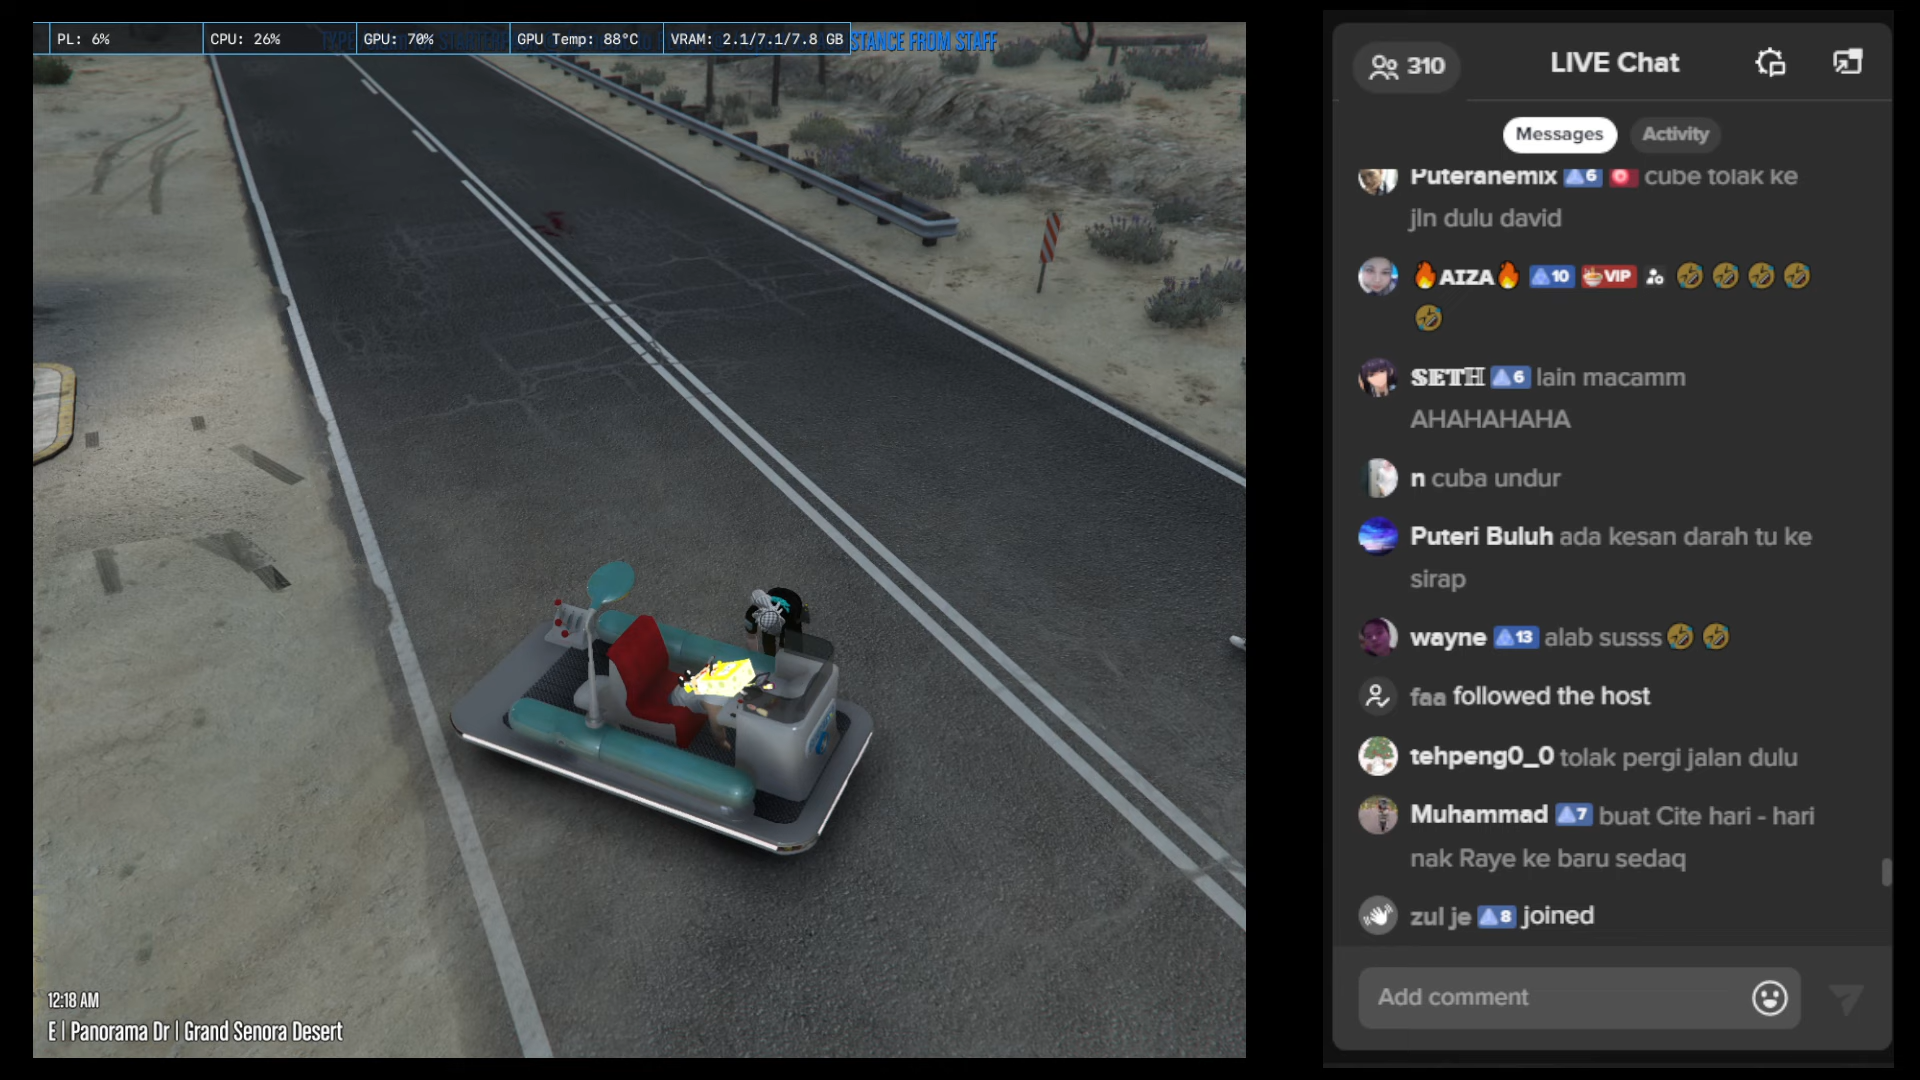 PL: 6%
CPU: 26%
GPU: 70%
GPU Temp: 88°C
VRAM: 2.1/7.1/7.8 GB
STANCE FROM STAFF
12:18 AM
E | Panorama Dr | Grand Senora Desert
310
LIVE Chat
Messages
Activity
Puteranemix 6 cube tolak ke
jln dulu david
🔥AIZA🔥 10 VIP 🤣🤣🤣🤣
🤣
SETH 6 lain macamm
AHAHAHAHA
n cuba undur
Puteri Buluh ada kesan darah tu ke
sirap
wayne 13 alab susss🤣🤣
faa followed the host
tehpeng0_0 tolak pergi jalan dulu
Muhammad 7 buat Cite hari - hari
nak Raye ke baru sedaq
zul je 8 joined
Add comment